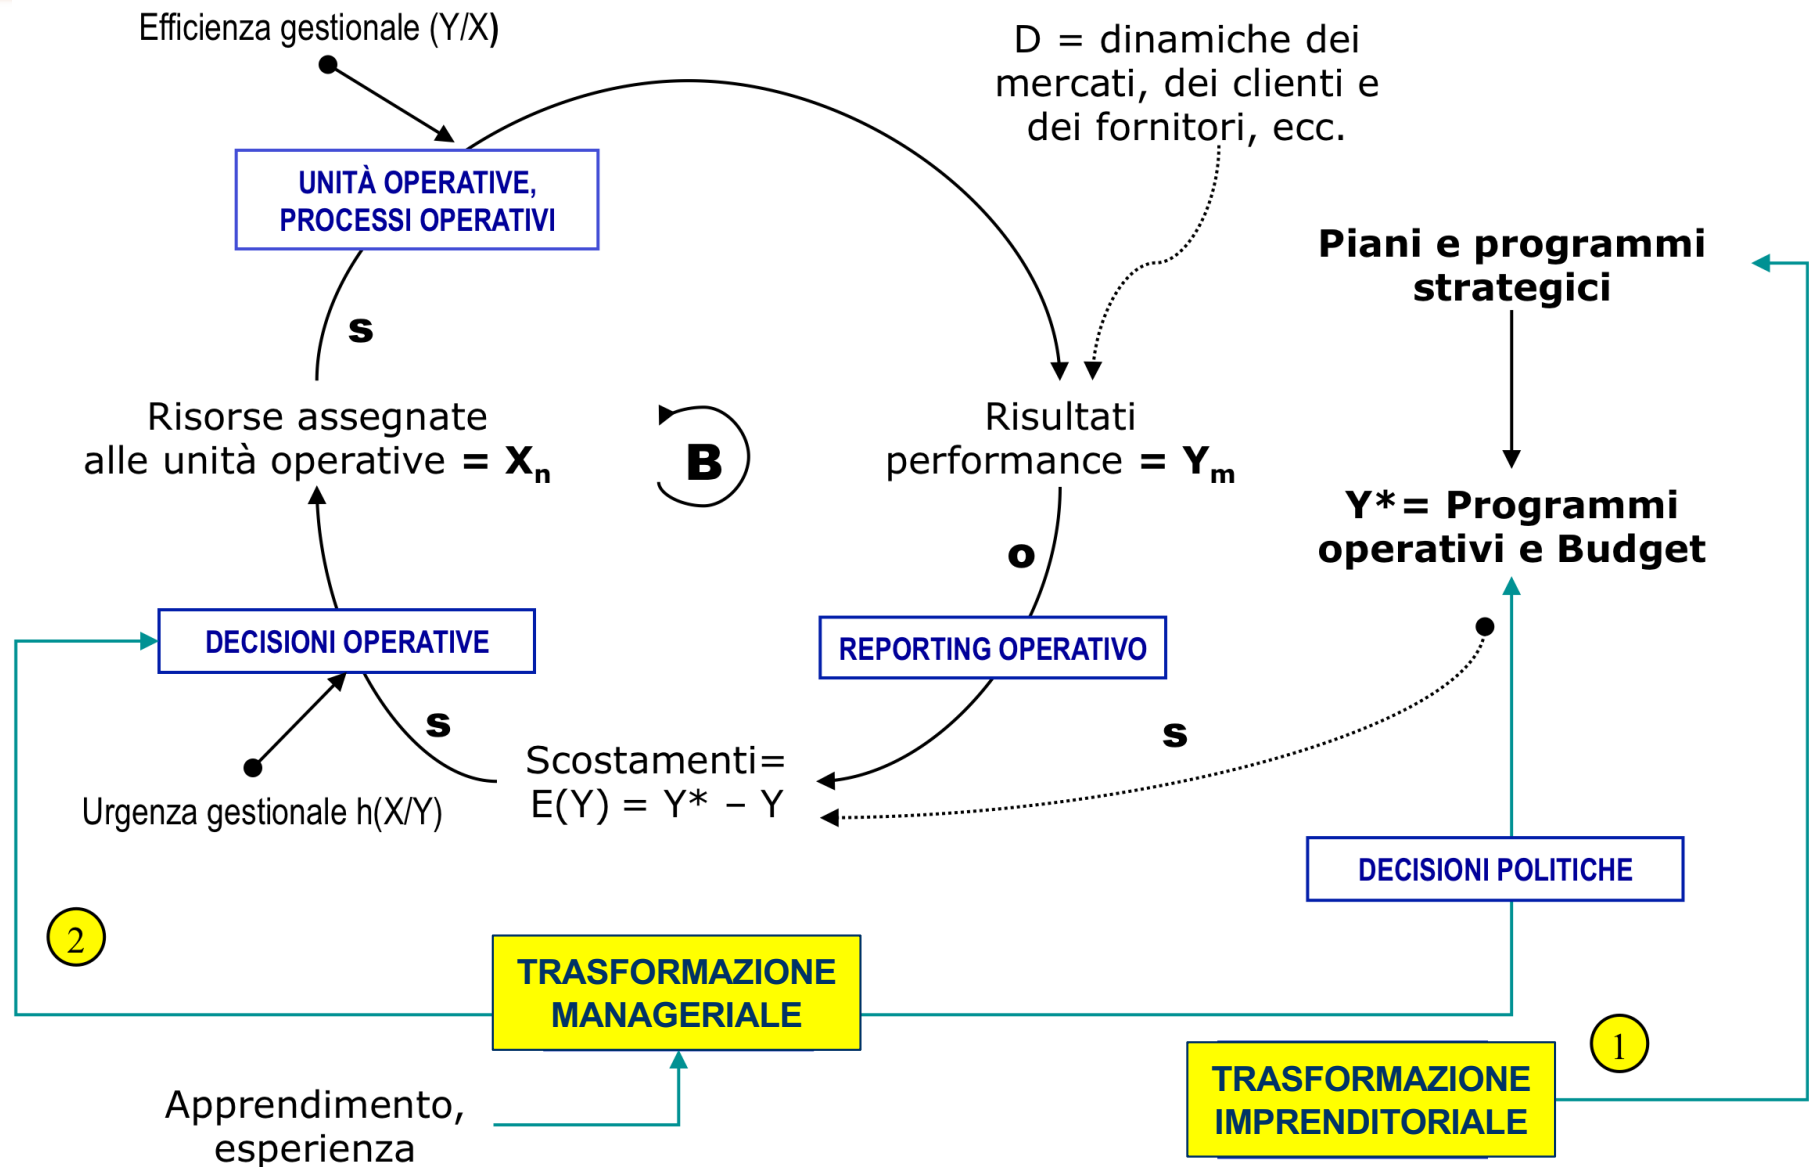 Efficienza gestionale (Y/X)
D = dinamiche dei
mercati, dei clienti e
dei fornitori, ecc.
UNITÀ OPERATIVE,
PROCESSI OPERATIVI
Piani e programmi
strategici
s
Risorse assegnate
alle unità operative = Xn
B
Risultati
performance = Ym
Y*= Programmi
operativi e Budget
o
DECISIONI OPERATIVE
REPORTING OPERATIVO
s
s
Scostamenti=
E(Y) = Y* – Y
Urgenza gestionale h(X/Y)
DECISIONI POLITICHE
2
TRASFORMAZIONE
MANAGERIALE
1
TRASFORMAZIONE
IMPRENDITORIALE
Apprendimento,
esperienza